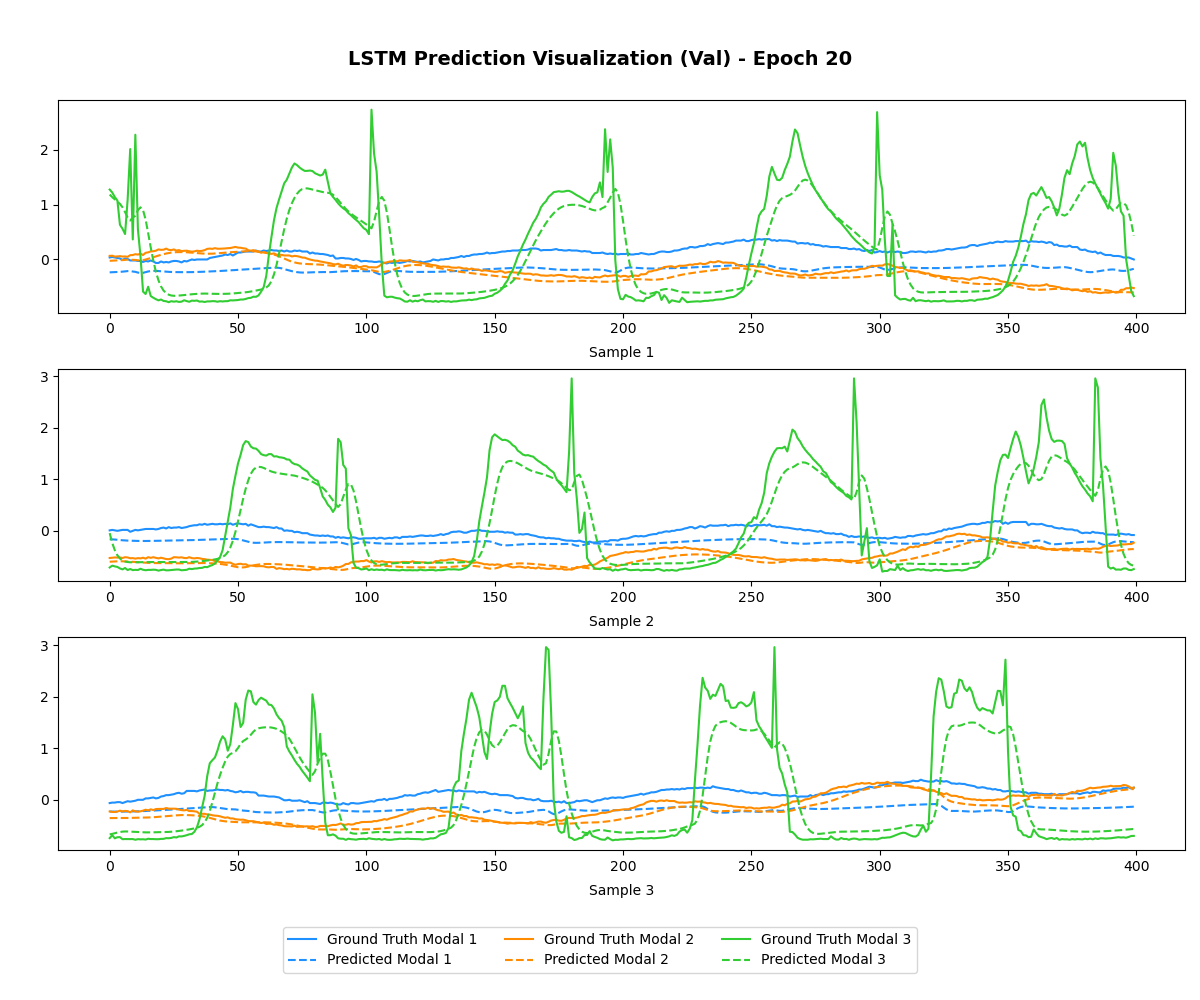 LSTM Prediction Visualization (Val) - Epoch 20
2
1
0
0 50 100 150 200 250 300 350 400
Sample 1
3
2
1
0
0 50 100 150 200 250 300 350 400
Sample 2
3
2
1
0
0 50 100 150 200 250 300 350 400
Sample 3
Ground Truth Modal 1 Ground Truth Modal 2 Ground Truth Modal 3
Predicted Modal 1 Predicted Modal 2 Predicted Modal 3